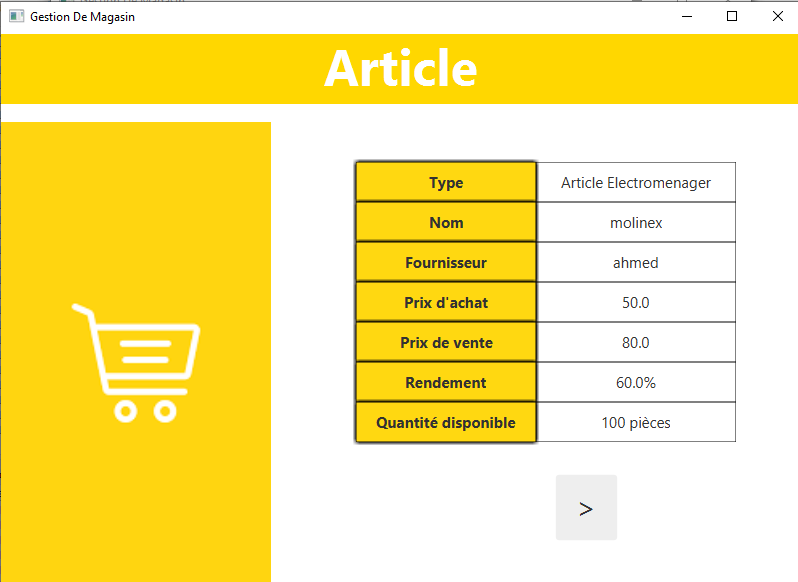 Gestion De Magasin
Article
Type Article Electromenager
Nom molinex
Fournisseur ahmed
Prix d'achat 50.0
Prix de vente 80.0
Rendement 60.0%
Quantité disponible 100 pièces
>